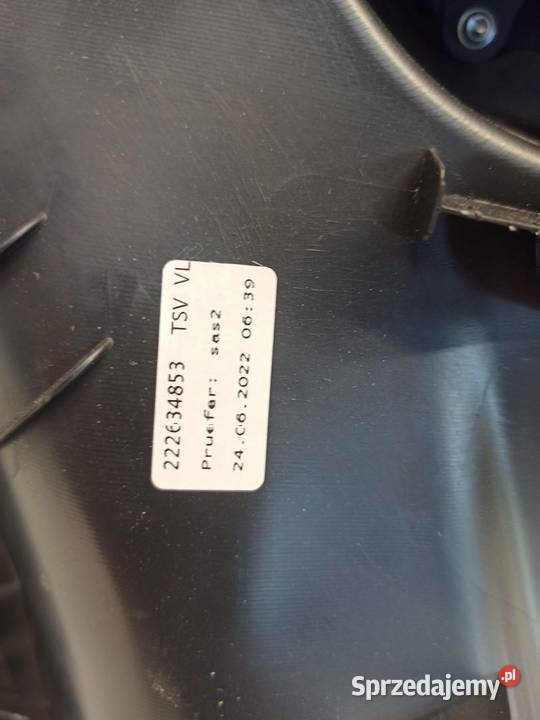 222634853 TSV VL
Pruefer: sas2
24.06.2022 06:39
Sprzedajemy.pl